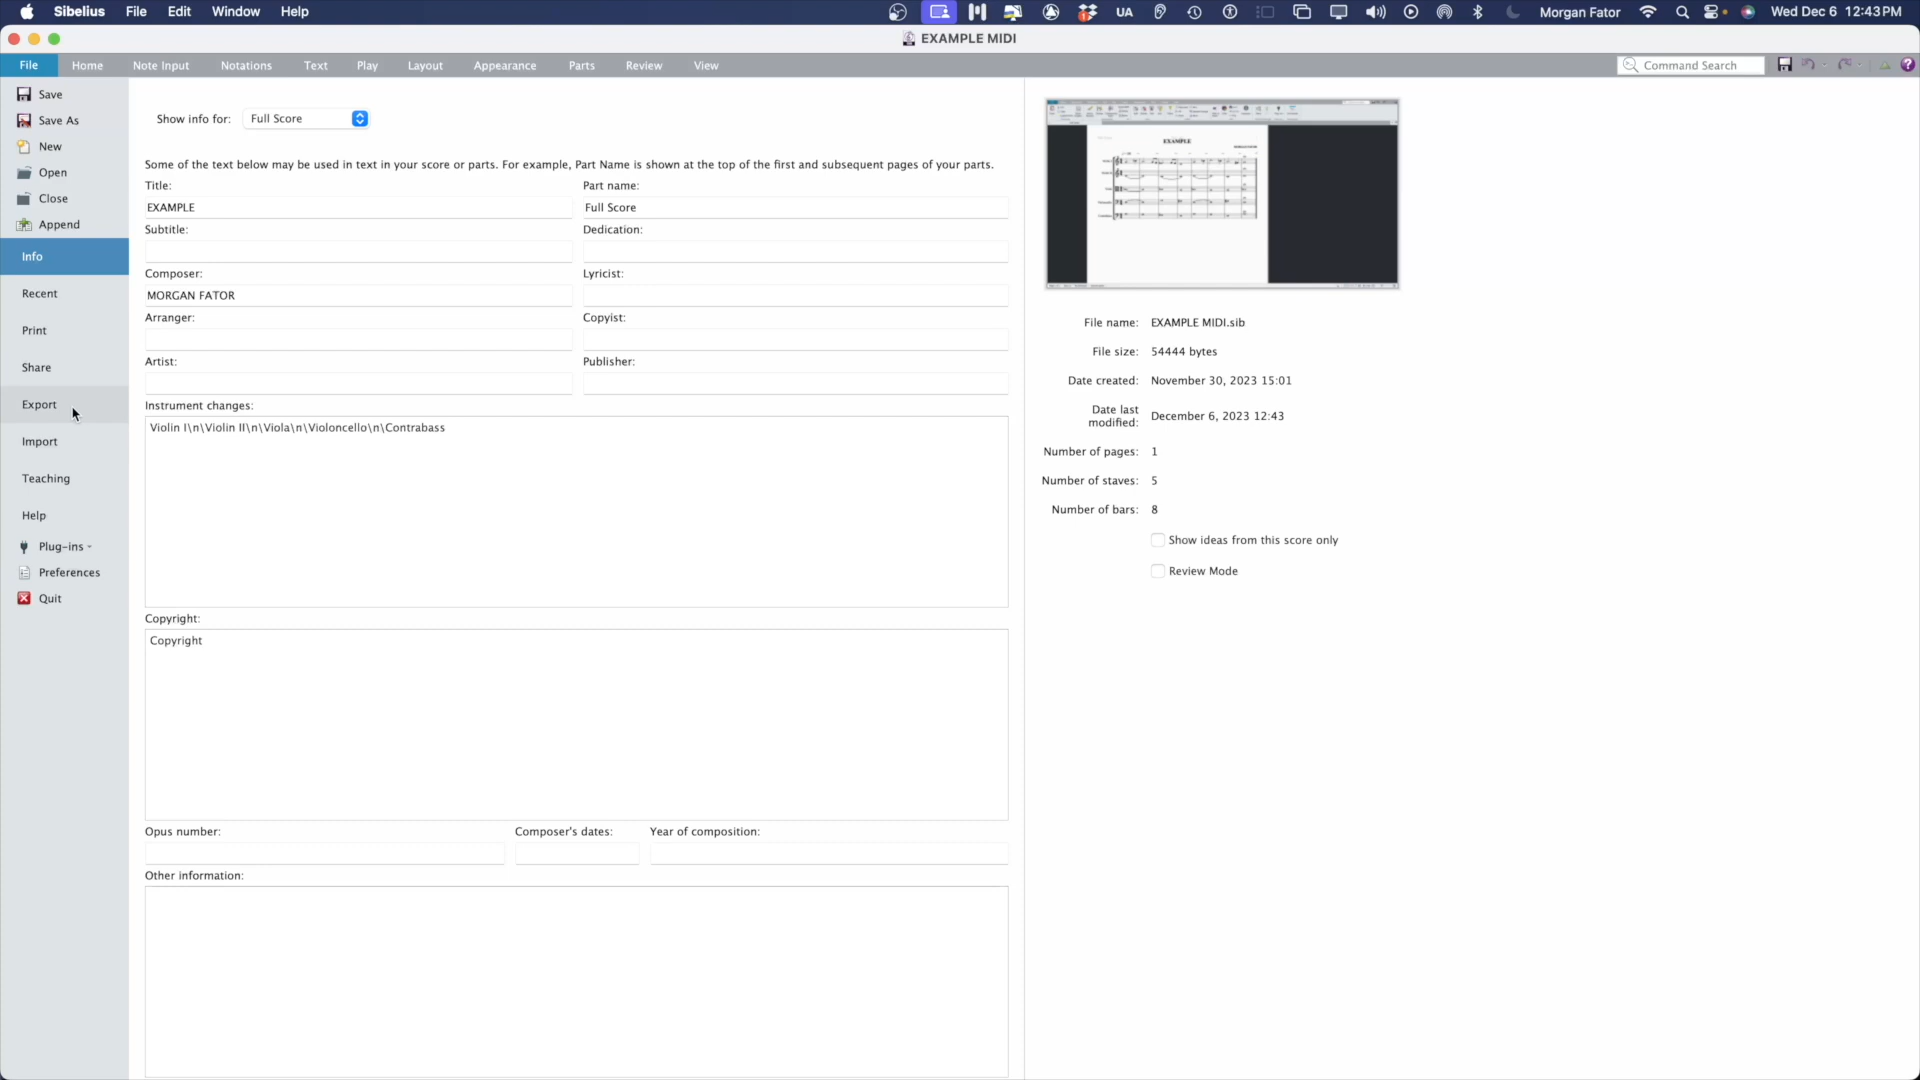 Sibelius File Edit Window Help UA Morgan Fator Wed Dec 6 12:43 PM
EXAMPLE MIDI
File Home Note Input Notations Text Play Layout Appearance Parts Review View Command Search
Save
Save As
New
Open
Close
Append
Info
Recent
Print
Share
Export
Import
Teaching
Help
Plug-ins
Preferences
Quit
Show info for: Full Score
Some of the text below may be used in text in your score or parts. For example, Part Name is shown at the top of the first and subsequent pages of your parts.
Title: Part name:
EXAMPLE Full Score
Subtitle: Dedication:
Composer: Lyricist:
MORGAN FATOR
Arranger: Copyist:
Artist: Publisher:
Instrument changes:
Violin I\n\Violin II\n\Viola\n\Violoncello\n\Contrabass
Copyright:
Copyright
Opus number: Composer's dates: Year of composition:
Other information:
EXAMPLE
File name: EXAMPLE MIDI.sib
File size: 54444 bytes
Date created: November 30, 2023 15:01
Date last
modified: December 6, 2023 12:43
Number of pages: 1
Number of staves: 5
Number of bars: 8
Show ideas from this score only
Review Mode